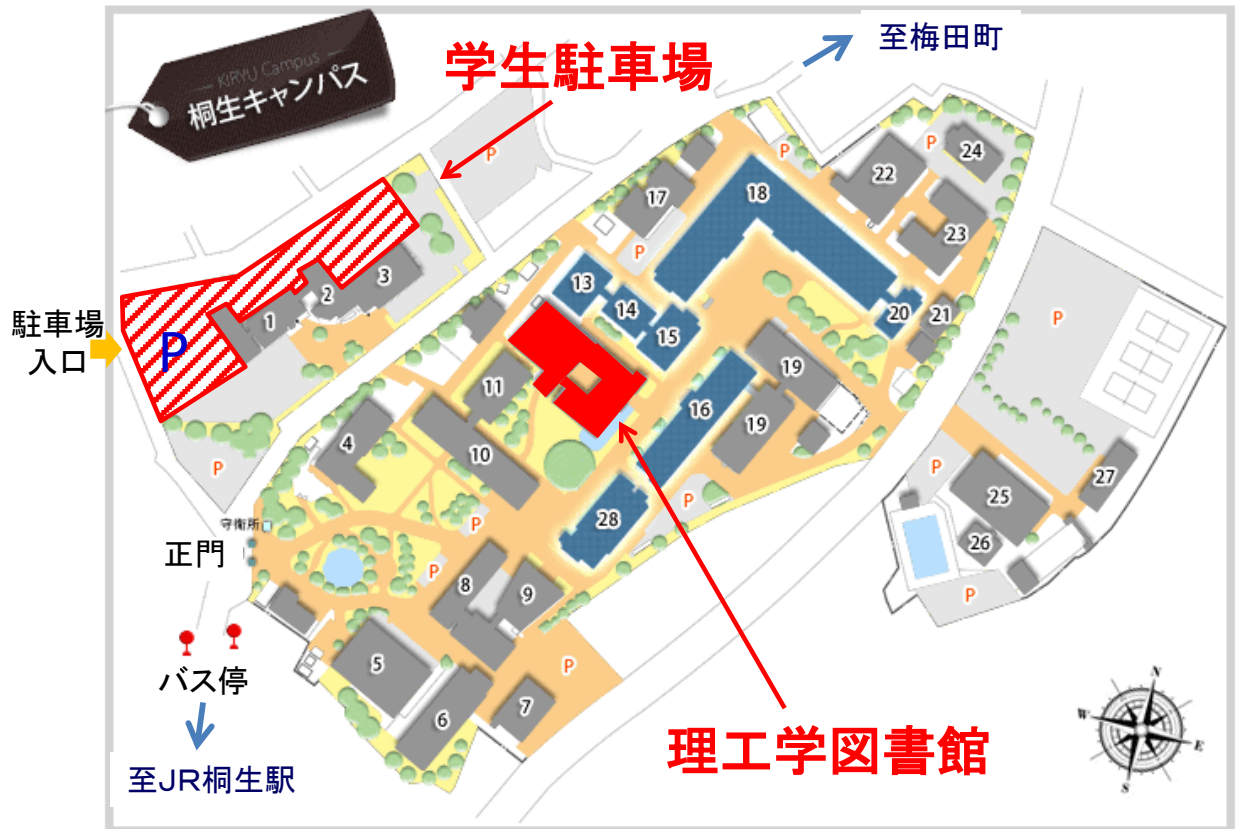 KIRYU Campus
桐生キャンパス
学生駐車場
至梅田町
P
P
P
24
22
18
17
23
P
3
13
2
14
20
21
1
15
P
駐車場
入口
P
19
11
16
19
4
10
27
P
P
25
P
28
守衛所
P
26
正門
P
8
9
P
バス停
5
P
7
6
理工学図書館
N
W
E
S
至JR桐生駅